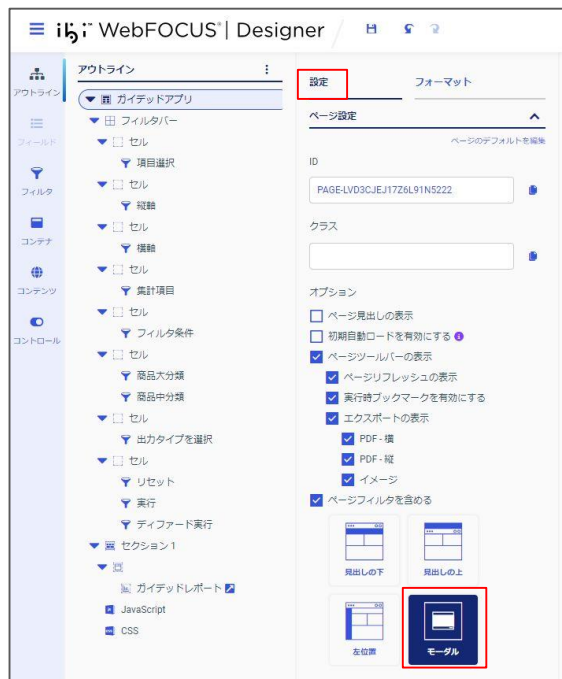 ibi™ WebFOCUS® | Designer
アウトライン
フィールド
フィルタ
コンテナ
コンテンツ
コントロール
アウトライン
ガイデッドアプリ
フィルタバー
セル
項目選択
セル
縦軸
セル
横軸
セル
集計項目
セル
フィルタ条件
セル
商品大分類
商品中分類
セル
出力タイプを選択
セル
リセット
実行
ディファード実行
セクション 1
ガイデッドレポート
JavaScript
CSS
設定 フォーマット
ページ設定
ページのデフォルトを編集
ID
PAGE-LVD3CJEJ17Z6L91N5222
クラス
オプション
ページ見出しの表示
初期自動ロードを有効にする
ページツールバーの表示
ページリフレッシュの表示
実行時ブックマークを有効にする
エクスポートの表示
PDF - 横
PDF - 縦
イメージ
ページフィルタを含める
見出しの下 見出しの上
左位置 モーダル